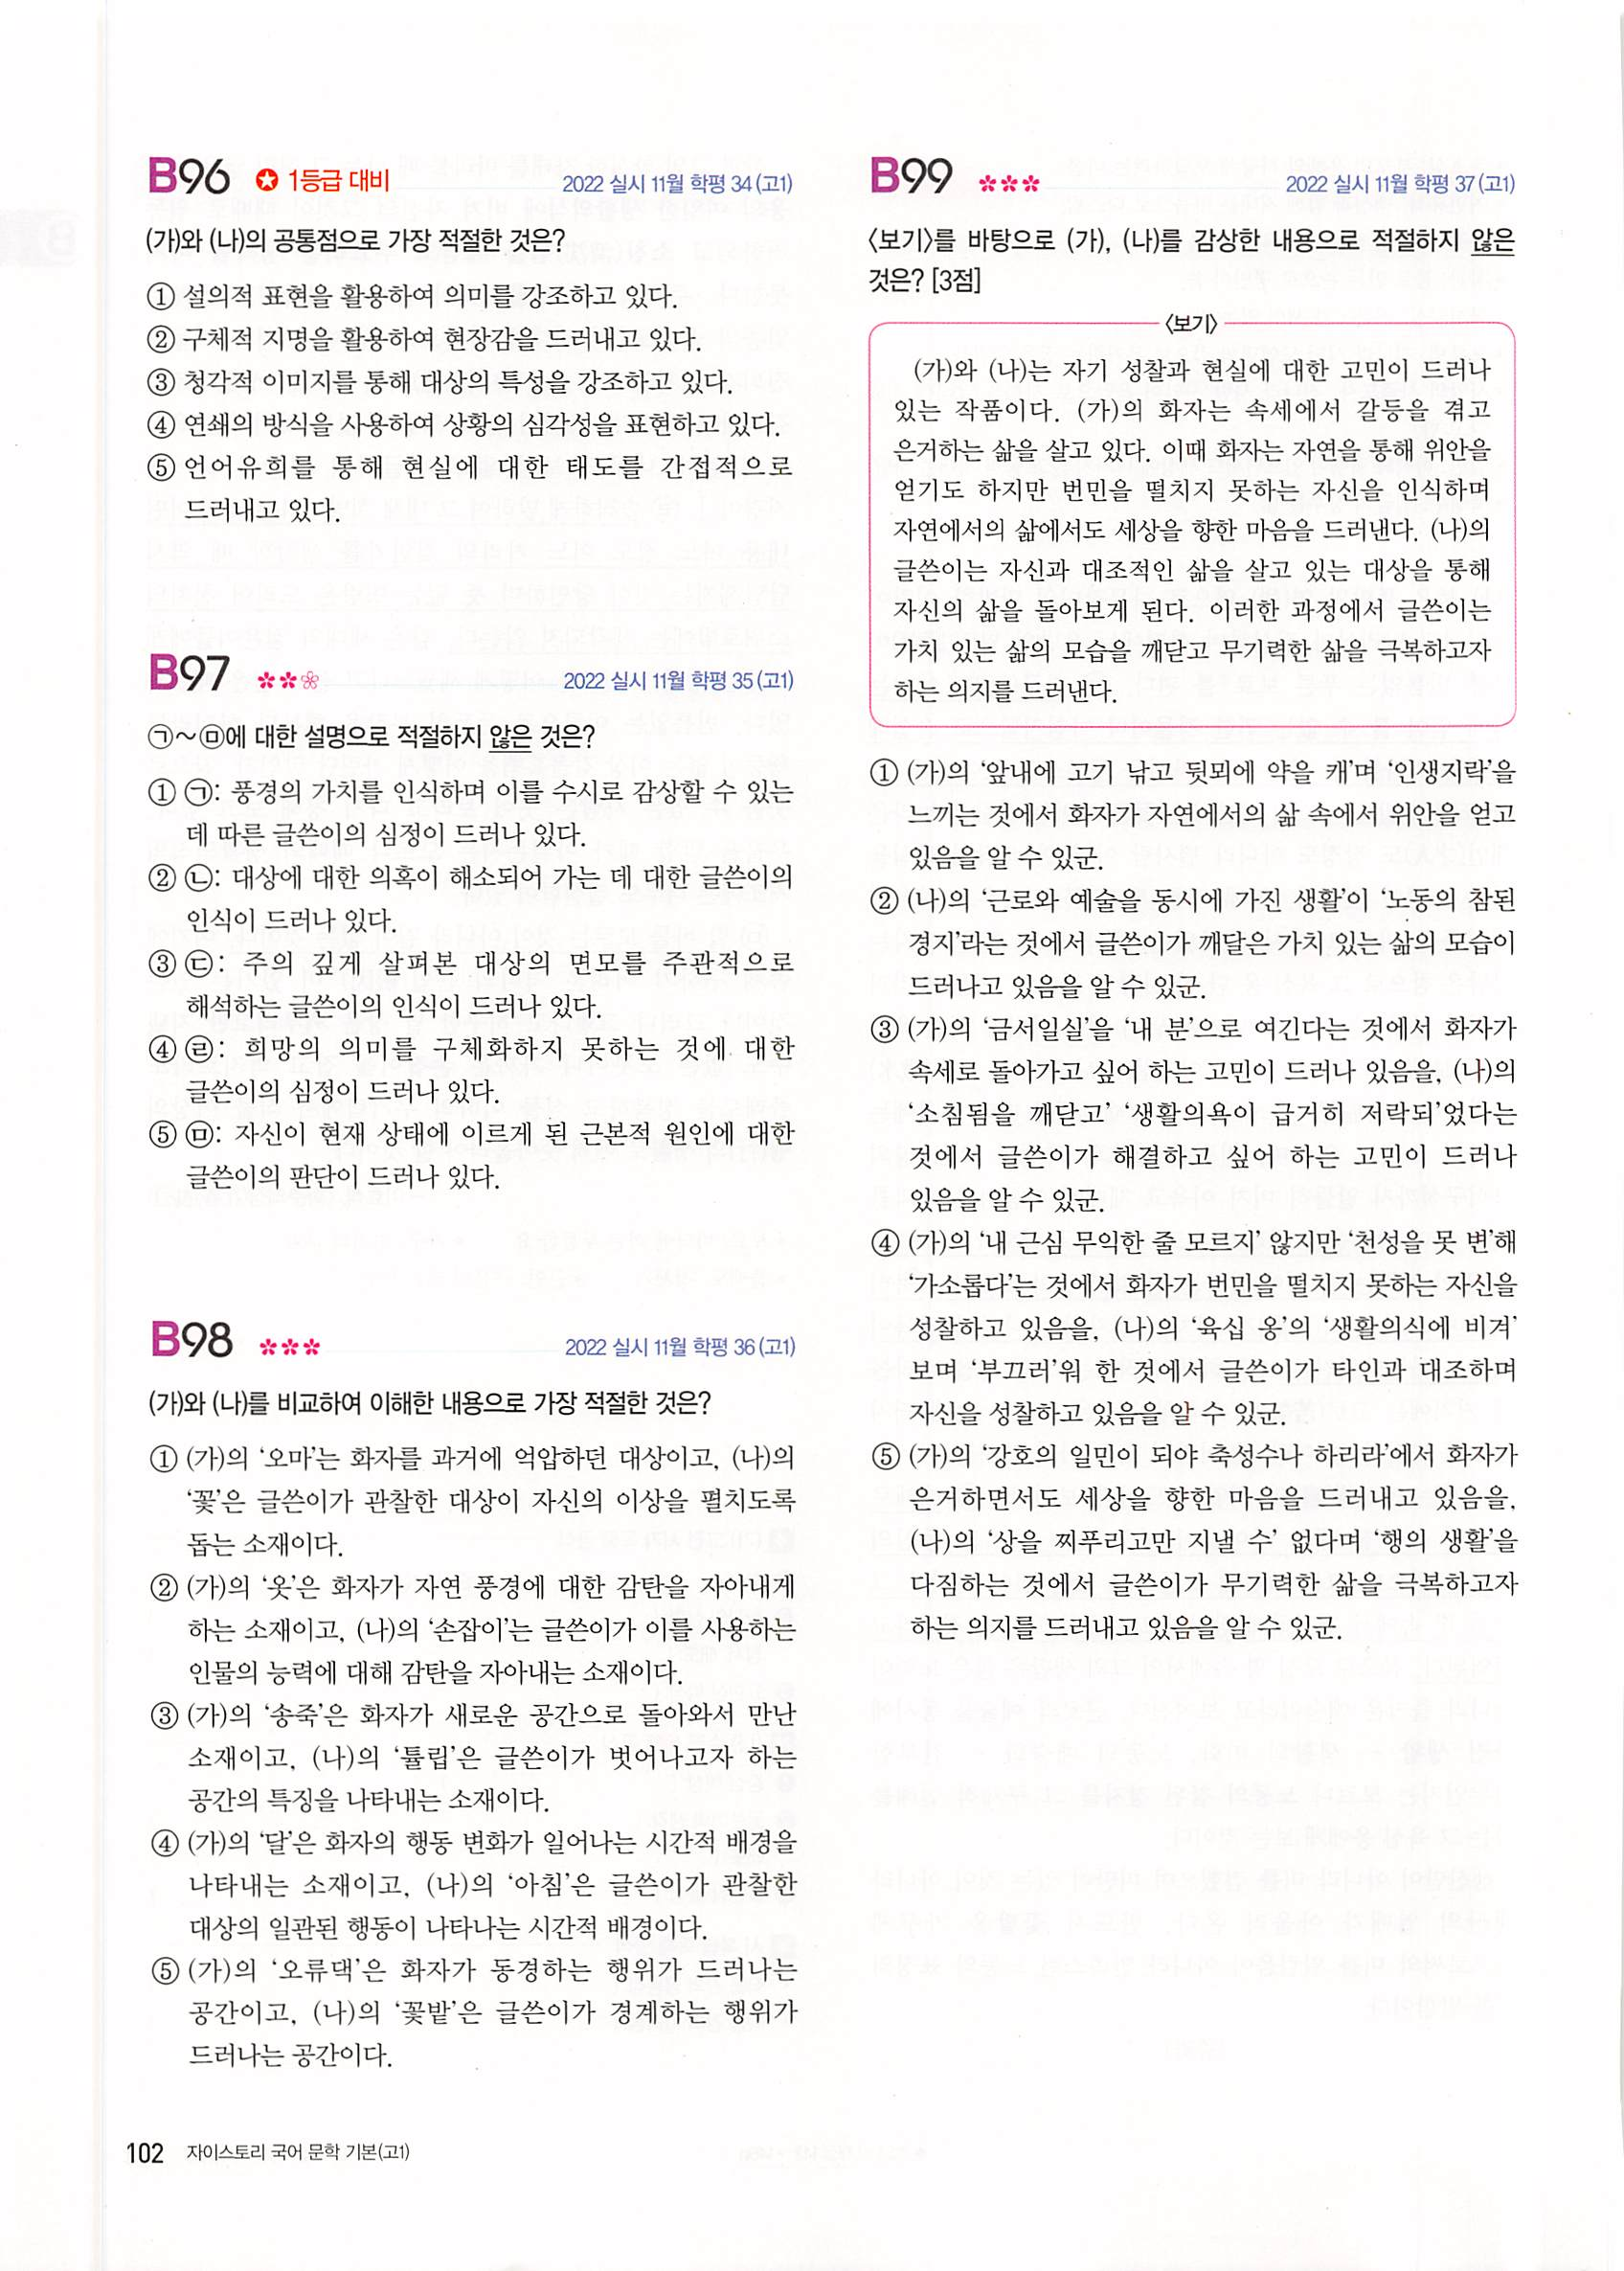 B96 1등급 대비 2022 실시 11월 학평 34(고1)
(가)와 (나)의 공통점으로 가장 적절한 것은?
① 설의적 표현을 활용하여 의미를 강조하고 있다.
② 구체적 지명을 활용하여 현장감을 드러내고 있다.
③ 청각적 이미지를 통해 대상의 특성을 강조하고 있다.
④ 연쇄의 방식을 사용하여 상황의 심각성을 표현하고 있다.
⑤ 언어유희를 통해 현실에 대한 태도를 간접적으로
드러내고 있다.
B97 2022 실시 11월 학평 35(고1)
㉠~㉤에 대한 설명으로 적절하지 않은 것은?
① ㉠: 풍경의 가치를 인식하며 이를 수시로 감상할 수 있는
데 따른 글쓴이의 심정이 드러나 있다.
② ㉡: 대상에 대한 의혹이 해소되어 가는 데 대한 글쓴이의
인식이 드러나 있다.
③ ㉢: 주의 깊게 살펴본 대상의 면모를 주관적으로
해석하는 글쓴이의 인식이 드러나 있다.
④ ㉣: 희망의 의미를 구체화하지 못하는 것에 대한
글쓴이의 심정이 드러나 있다.
⑤ ㉤: 자신이 현재 상태에 이르게 된 근본적 원인에 대한
글쓴이의 판단이 드러나 있다.
B98 2022 실시 11월 학평 36(고1)
(가)와 (나)를 비교하여 이해한 내용으로 가장 적절한 것은?
① (가)의 ‘오마’는 화자를 과거에 억압하던 대상이고, (나)의
‘꽃’은 글쓴이가 관찰한 대상이 자신의 이상을 펼치도록
돕는 소재이다.
② (가)의 ‘옷’은 화자가 자연 풍경에 대한 감탄을 자아내게
하는 소재이고, (나)의 ‘손잡이’는 글쓴이가 이를 사용하는
인물의 능력에 대해 감탄을 자아내는 소재이다.
③ (가)의 ‘송죽’은 화자가 새로운 공간으로 돌아와서 만난
소재이고, (나)의 ‘튤립’은 글쓴이가 벗어나고자 하는
공간의 특징을 나타내는 소재이다.
④ (가)의 ‘달’은 화자의 행동 변화가 일어나는 시간적 배경을
나타내는 소재이고, (나)의 ‘아침’은 글쓴이가 관찰한
대상의 일관된 행동이 나타나는 시간적 배경이다.
⑤ (가)의 ‘오류댁’은 화자가 동경하는 행위가 드러나는
공간이고, (나)의 ‘꽃밭’은 글쓴이가 경계하는 행위가
드러나는 공간이다.
B99 2022 실시 11월 학평 37(고1)
〈보기〉를 바탕으로 (가), (나)를 감상한 내용으로 적절하지 않은
것은? [3점]
〈보기〉
(가)와 (나)는 자기 성찰과 현실에 대한 고민이 드러나
있는 작품이다. (가)의 화자는 속세에서 갈등을 겪고
은거하는 삶을 살고 있다. 이때 화자는 자연을 통해 위안을
얻기도 하지만 번민을 떨치지 못하는 자신을 인식하며
자연에서의 삶에서도 세상을 향한 마음을 드러낸다. (나)의
글쓴이는 자신과 대조적인 삶을 살고 있는 대상을 통해
자신의 삶을 돌아보게 된다. 이러한 과정에서 글쓴이는
가치 있는 삶의 모습을 깨닫고 무기력한 삶을 극복하고자
하는 의지를 드러낸다.
① (가)의 ‘앞내에 고기 낚고 뒷뫼에 약을 캐’며 ‘인생지락’을
느끼는 것에서 화자가 자연에서의 삶 속에서 위안을 얻고
있음을 알 수 있군.
② (나)의 ‘근로와 예술을 동시에 가진 생활’이 ‘노동의 참된
경지’라는 것에서 글쓴이가 깨달은 가치 있는 삶의 모습이
드러나고 있음을 알 수 있군.
③ (가)의 ‘금서일실’을 ‘내 분’으로 여긴다는 것에서 화자가
속세로 돌아가고 싶어 하는 고민이 드러나 있음을, (나)의
‘소침됨을 깨닫고’ ‘생활의욕이 급거히 저락되’었다는
것에서 글쓴이가 해결하고 싶어 하는 고민이 드러나
있음을 알 수 있군.
④ (가)의 ‘내 근심 무익한 줄 모르지’ 않지만 ‘천성을 못 변’해
‘가소롭다’는 것에서 화자가 번민을 떨치지 못하는 자신을
성찰하고 있음을, (나)의 ‘육십 옹’의 ‘생활의식에 비겨’
보며 ‘부끄러’워 한 것에서 글쓴이가 타인과 대조하며
자신을 성찰하고 있음을 알 수 있군.
⑤ (가)의 ‘강호의 일민이 되야 축성수나 하리라’에서 화자가
은거하면서도 세상을 향한 마음을 드러내고 있음을,
(나)의 ‘상을 찌푸리고만 지낼 수’ 없다며 ‘행의 생활’을
다짐하는 것에서 글쓴이가 무기력한 삶을 극복하고자
하는 의지를 드러내고 있음을 알 수 있군.
102 자이스토리 국어 문학 기본(고1)